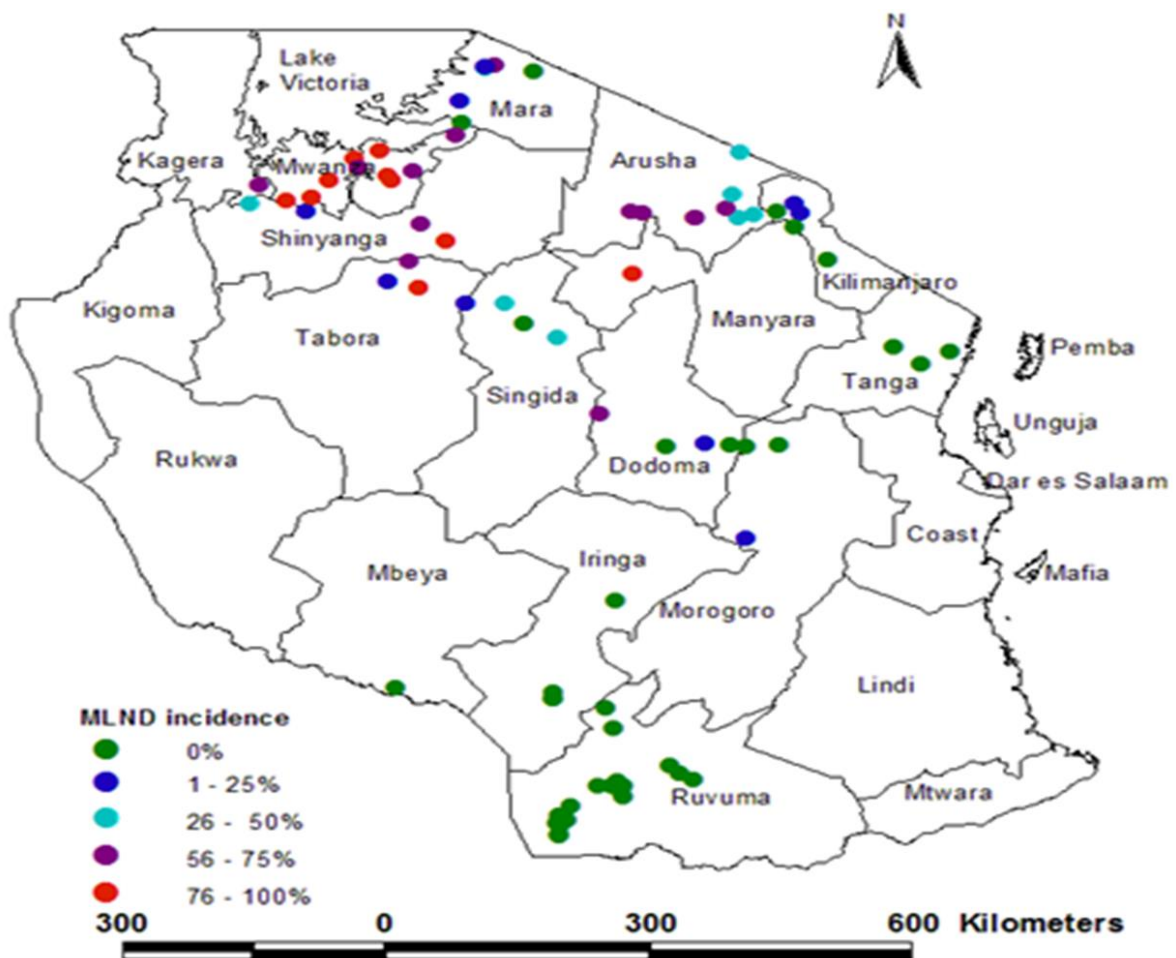 N
Lake
Victoria
Mara
Kagera
Mwanza
Arusha
Shinyanga
Kilimanjaro
Kigoma
Tabora
Manyara
Pemba
Singida
Tanga
Unguja
Rukwa
Dodoma
Dar es Salaam
Coast
Iringa
Mbeya
Mafia
Morogoro
Lindi
MLND incidence
0%
1 - 25%
26 - 50%
56 - 75%
76 - 100%
Ruvuma
Mtwara
300 0 300 600 Kilometers